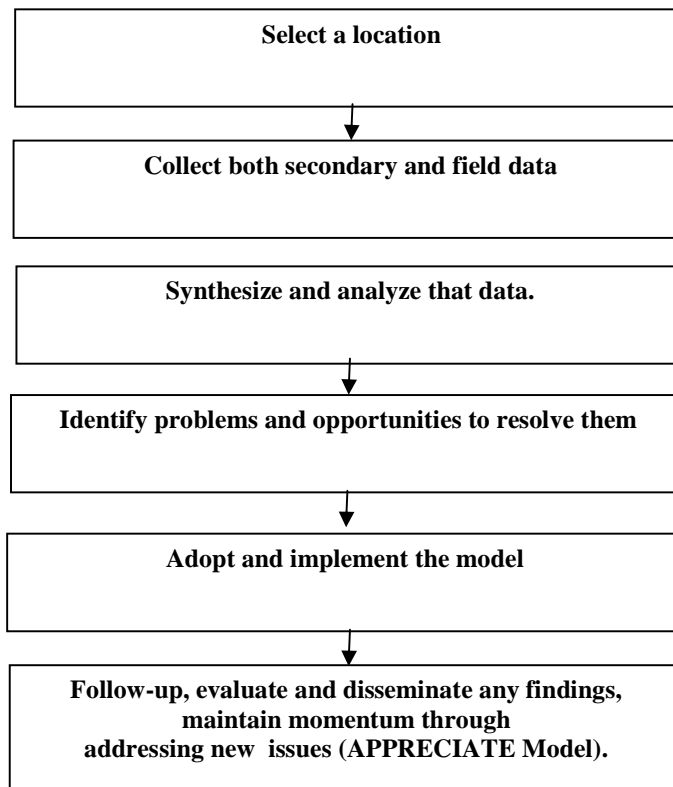 Select a location
Collect both secondary and field data
Synthesize and analyze that data.
Identify problems and opportunities to resolve them
Adopt and implement the model
Follow-up, evaluate and disseminate any findings,
maintain momentum through
addressing new  issues (APPRECIATE Model).